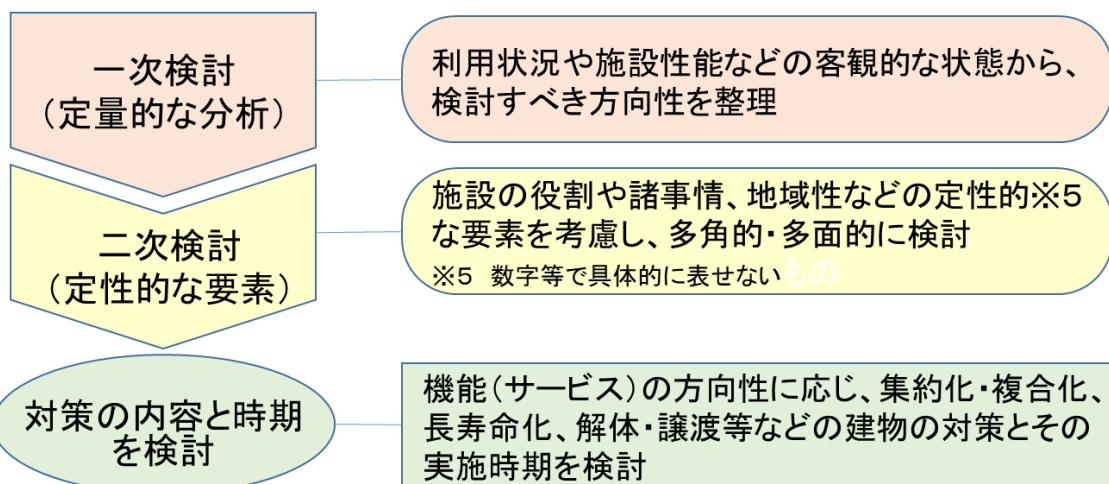 一次検討
（定量的な分析）
利用状況や施設性能などの客観的な状態から、
検討すべき方向性を整理
二次検討
（定性的な要素）
施設の役割や諸事情、地域性などの定性的※５
な要素を考慮し、多角的・多面的に検討
※５　数字等で具体的に表せないもの
対策の内容と時期
を検討
機能（サービス）の方向性に応じ、集約化・複合化、
長寿命化、解体・譲渡等などの建物の対策とその
実施時期を検討